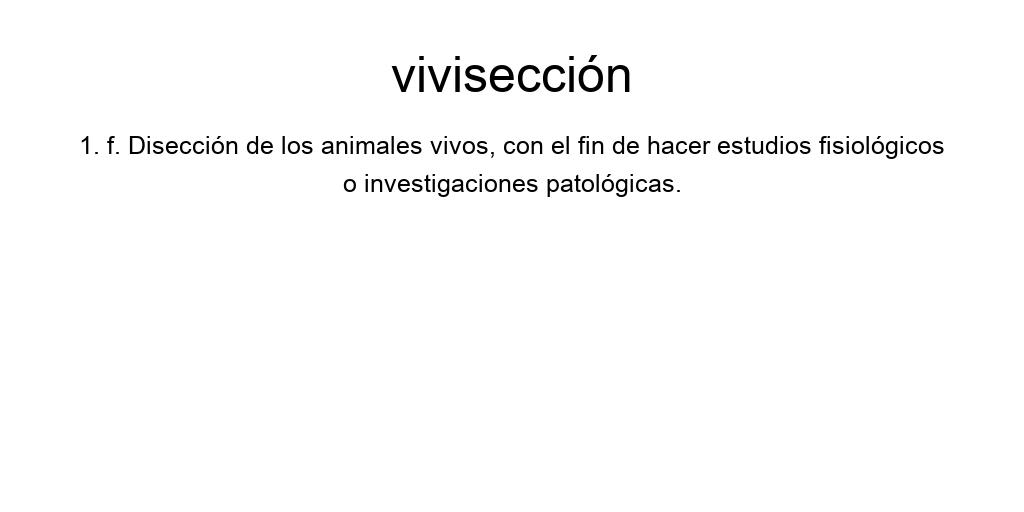 vivisección
1. f. Disección de los animales vivos, con el fin de hacer estudios fisiológicos
o investigaciones patológicas.